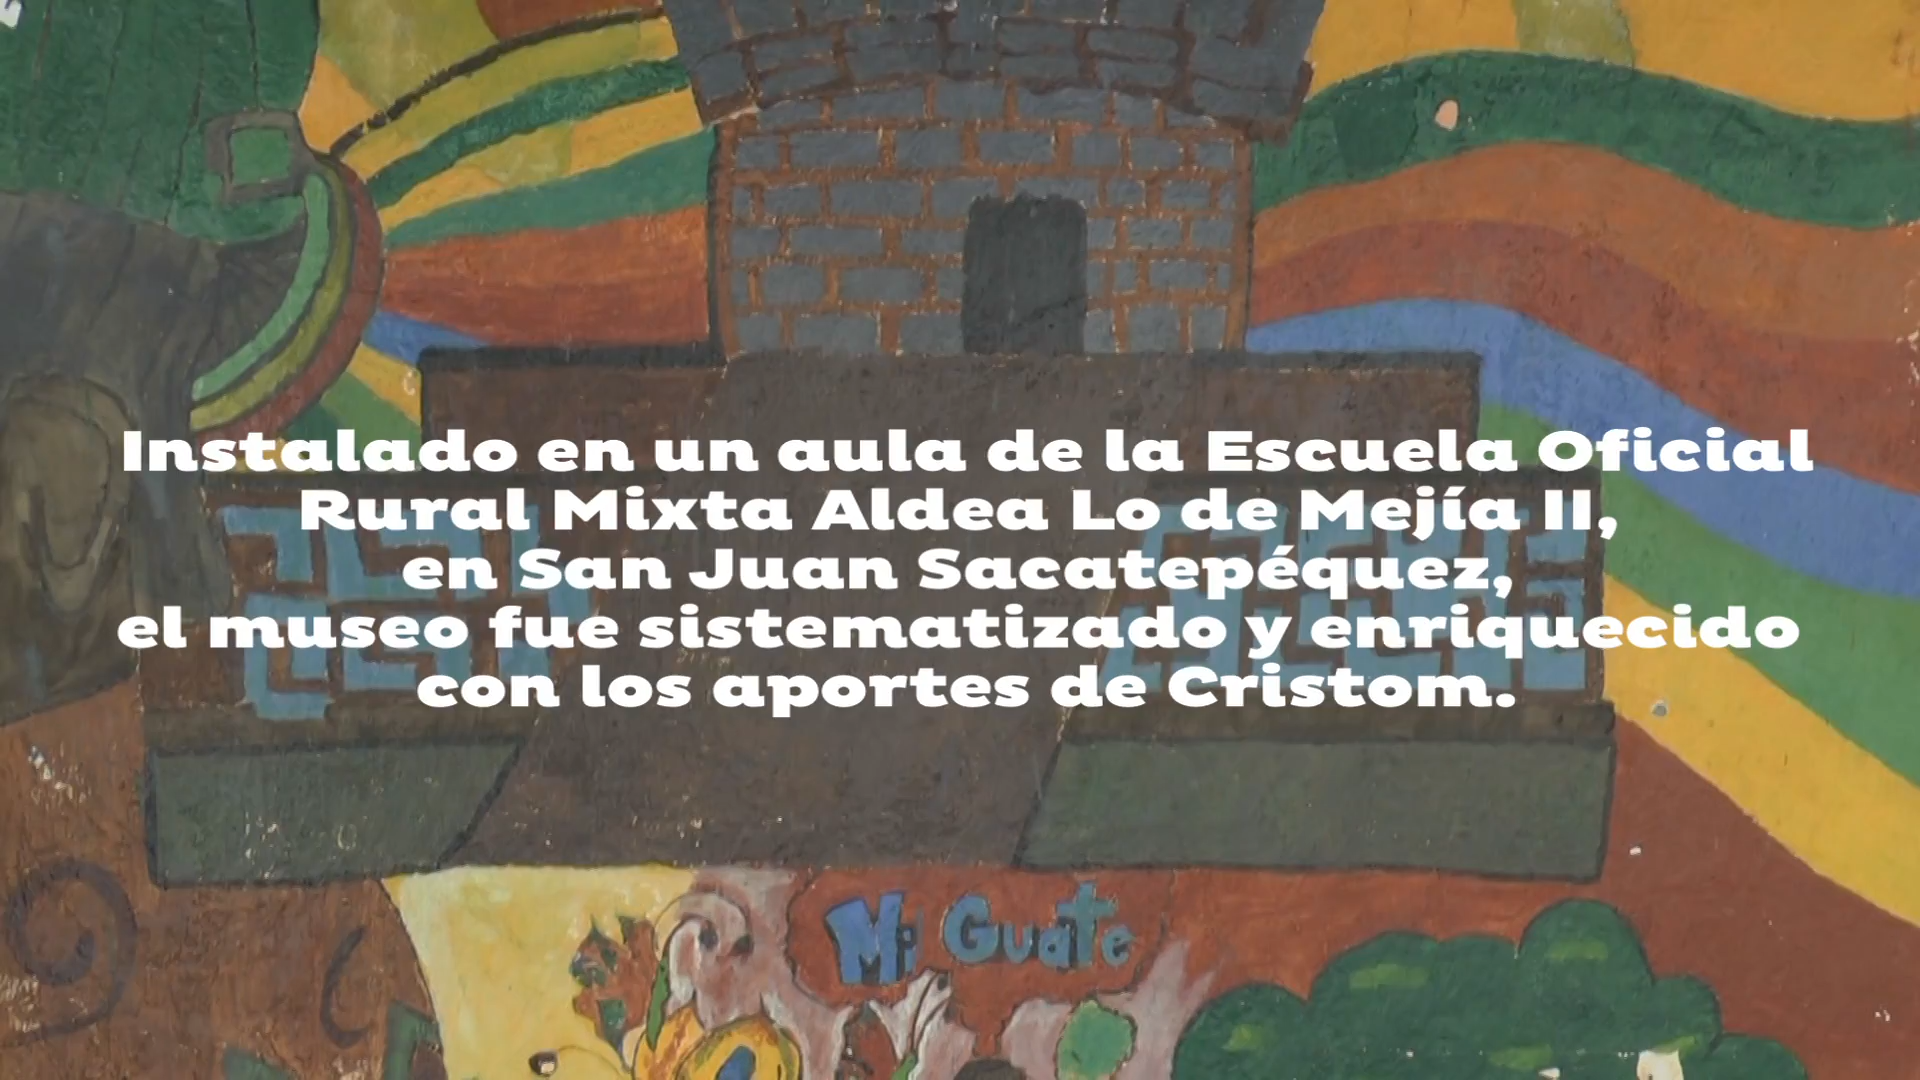 Instalado en un aula de la Escuela Oficial
Rural Mixta Aldea Lo de Mejía II,
en San Juan Sacatepéquez,
el museo fue sistematizado y enriquecido
con los aportes de Cristom.
Mi Guate